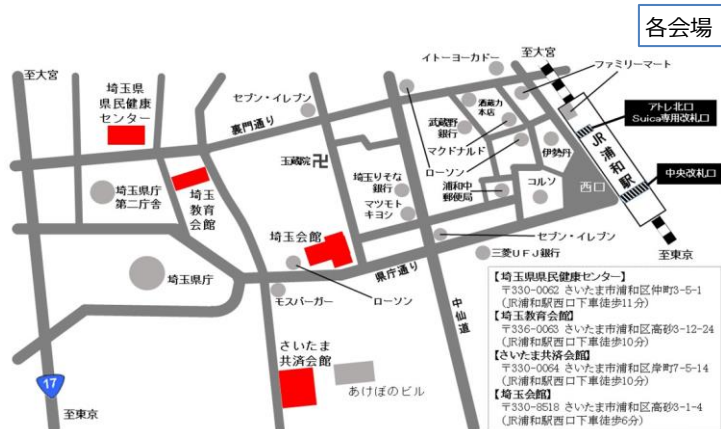 各会場
至大宮
イトーヨーカドー
至大宮
ファミリーマート
埼玉県
県民健康
センター
セブン・イレブン
酒蔵力
本店
アトレ北口
Suica専用改札口
裏門通り
武蔵野
銀行
マクドナルド
伊勢丹
JR浦和駅
玉蔵院
卍
ローソン
中央改札口
埼玉県庁
第二庁舎
埼玉
教育
会館
埼玉りそな
銀行
浦和中
郵便局
コルソ
西口
マツモト
キヨシ
埼玉会館
セブン・イレブン
三菱UFJ銀行
至東京
県庁通り
埼玉県庁
モスバーガー
ローソン
中仙道
さいたま
共済会館
あけぼのビル
17
至東京
【埼玉県県民健康センター】
〒330-0062 さいたま市浦和区仲町3-5-1
(JR浦和駅西口下車徒歩11分)
【埼玉教育会館】
〒336-0063 さいたま市浦和区高砂3-12-24
(JR浦和駅西口下車徒歩10分)
【さいたま共済会館】
〒330-0064 さいたま市浦和区岸町7-5-14
(JR浦和駅西口下車徒歩10分)
【埼玉会館】
〒330-8518 さいたま市浦和区高砂3-1-4
(JR浦和駅西口下車徒歩6分)